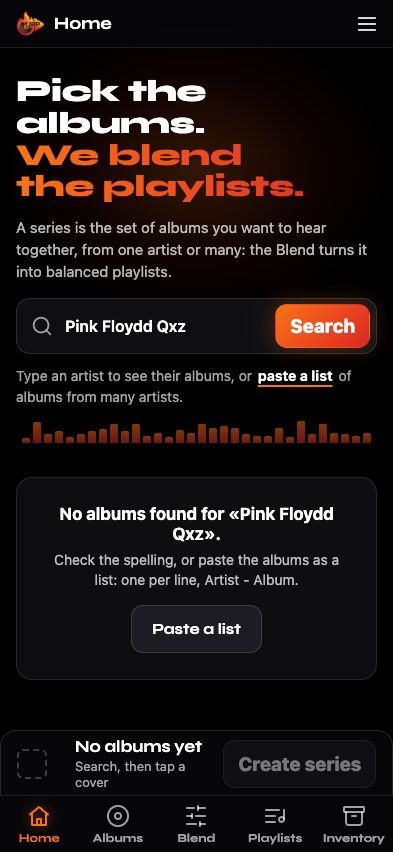 Home
Pick the
albums.
We blend
the playlists.
A series is the set of albums you want to hear
together, from one artist or many: the Blend turns it
into balanced playlists.
Pink Floydd Qxz
Search
Type an artist to see their albums, or paste a list of
albums from many artists.
No albums found for «Pink Floydd
Qxz».
Check the spelling, or paste the albums as a
list: one per line, Artist - Album.
Paste a list
No albums yet
Search, then tap a
cover
Create series
Home
Albums
Blend
Playlists
Inventory